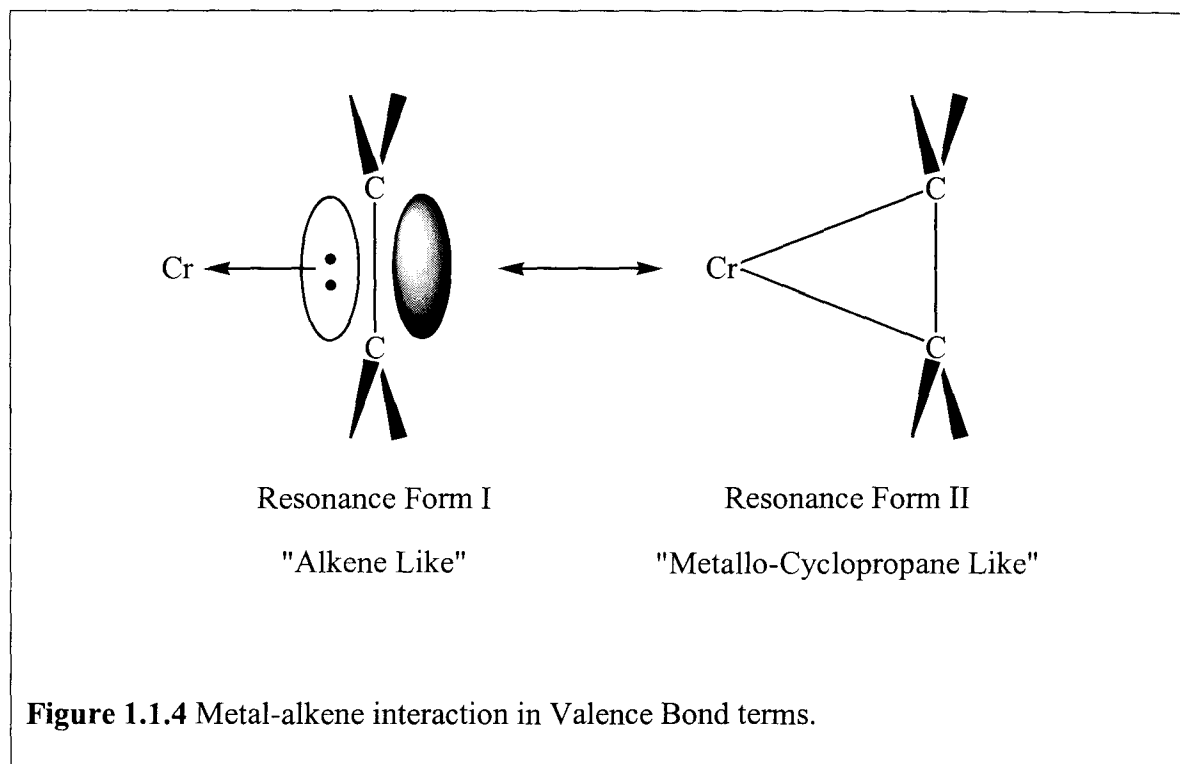 C
Cr
C
C
Cr
C
Resonance Form I
"Alkene Like"
Resonance Form II
"Metallo-Cyclopropane Like"
Figure 1.1.4 Metal-alkene interaction in Valence Bond terms.